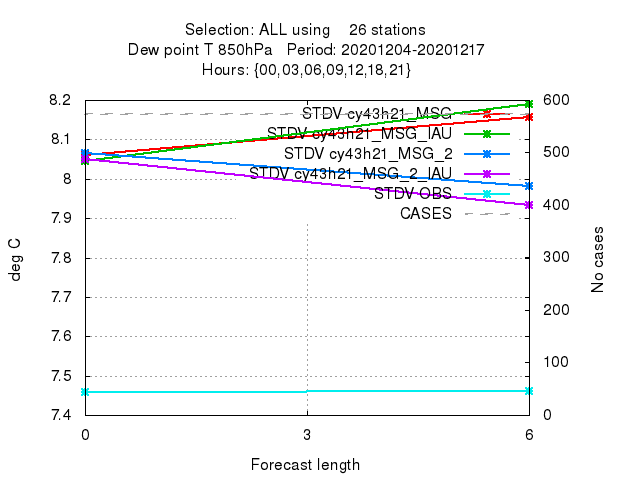 Selection: ALL using    26 stations
Dew point T 850hPa   Period: 20201204-20201217
Hours: {00,03,06,09,12,18,21}
8.2
8.1
8
7.9
7.8
7.7
7.6
7.5
7.4
deg C
STDV cy43h21_MSG
STDV cy43h21_MSG_IAU
STDV cy43h21_MSG_2
STDV cy43h21_MSG_2_IAU
STDV OBS
CASES
600
500
400
300
200
100
0
No cases
0 3 6
Forecast length